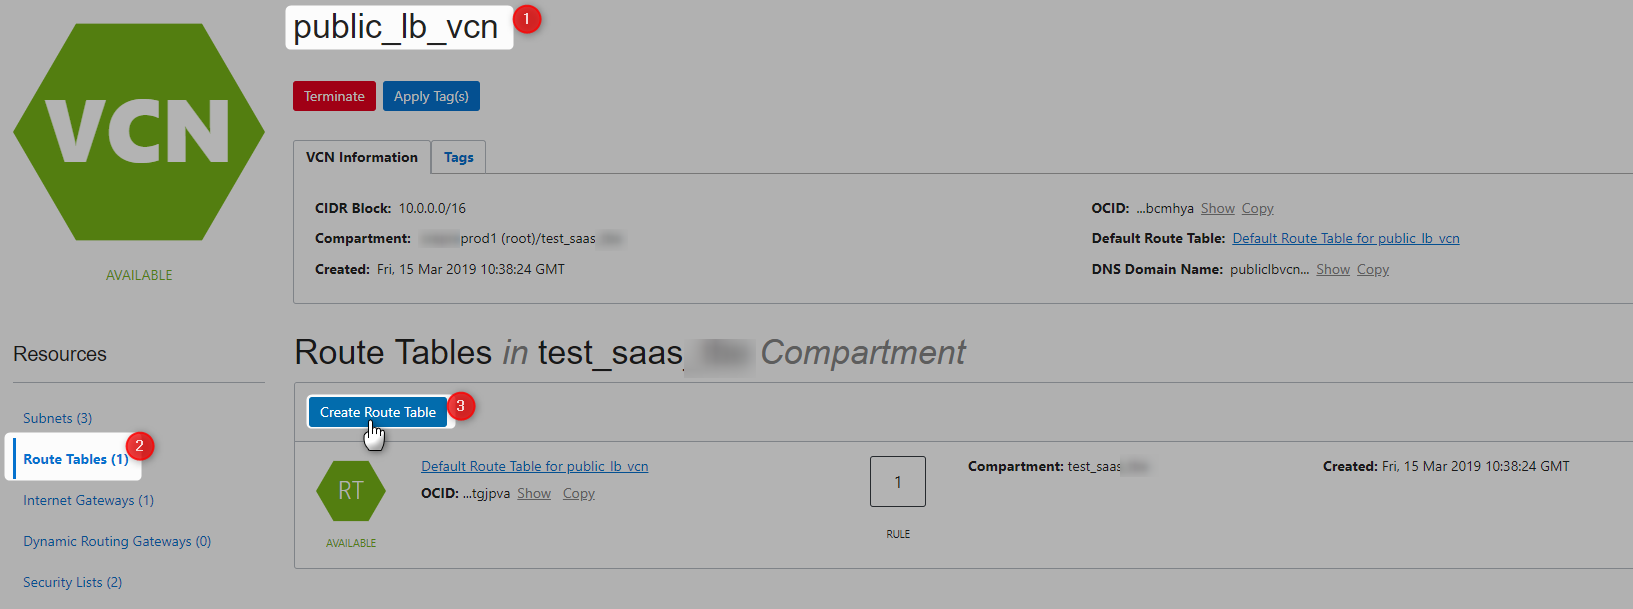 public_lb_vcn 1
VCN
Terminate Apply Tag(s)
VCN Information Tags
CIDR Block: 10.0.0.0/16
OCID: ...bcmhya Show Copy
Compartment: prod1 (root)/test_saas
Default Route Table: Default Route Table for public_lb_vcn
Created: Fri, 15 Mar 2019 10:38:24 GMT
DNS Domain Name: publiclbvcn... Show Copy
AVAILABLE
Resources
Subnets (3)
Route Tables (1) 2
Internet Gateways (1)
Dynamic Routing Gateways (0)
Security Lists (2)
Route Tables in test_saas_ Compartment
Create Route Table 3
RT
AVAILABLE
Default Route Table for public_lb_vcn
OCID: ...tgjpva Show Copy
1
RULE
Compartment: test_saas
Created: Fri, 15 Mar 2019 10:38:24 GMT